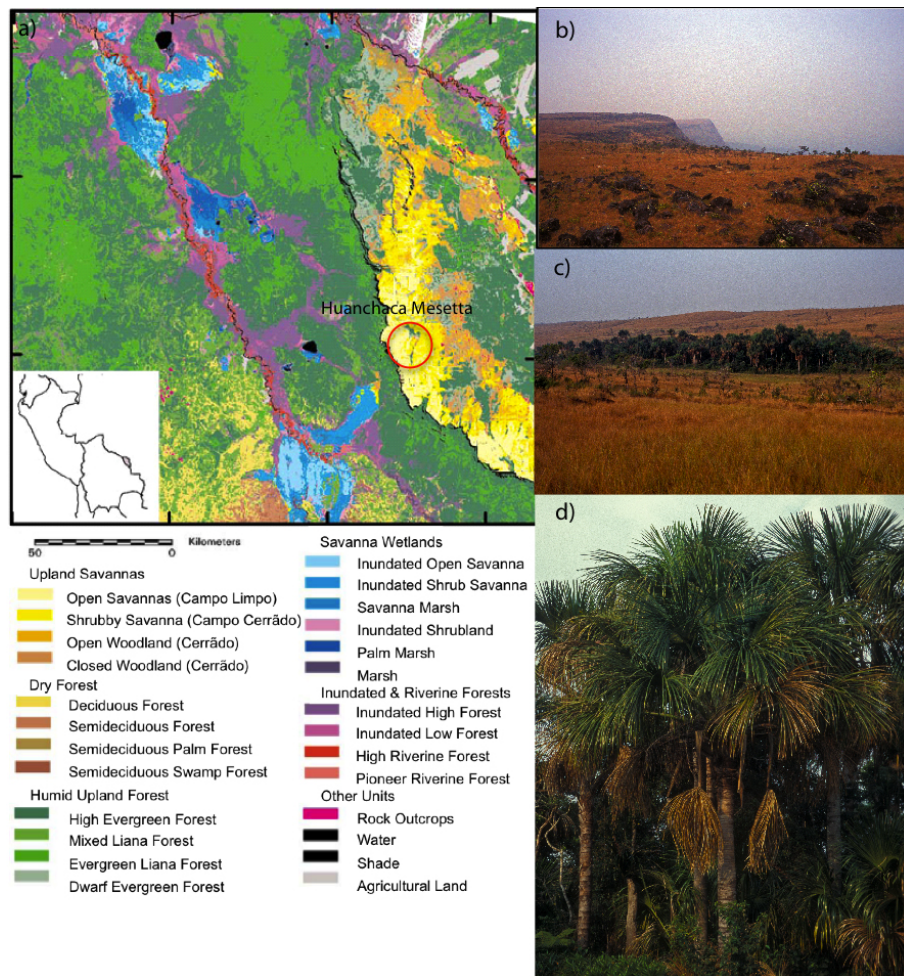 a)
Huanchaca Mesetta
b)
c)
d)
50 Kilometers 0
Upland Savannas
Open Savannas (Campo Limpo)
Shrubby Savanna (Campo Cerrãdo)
Open Woodland (Cerrãdo)
Closed Woodland (Cerrãdo)
Dry Forest
Deciduous Forest
Semideciduous Forest
Semideciduous Palm Forest
Semideciduous Swamp Forest
Humid Upland Forest
High Evergreen Forest
Mixed Liana Forest
Evergreen Liana Forest
Dwarf Evergreen Forest
Savanna Wetlands
Inundated Open Savanna
Inundated Shrub Savanna
Savanna Marsh
Inundated Shrubland
Palm Marsh
Marsh
Inundated & Riverine Forests
Inundated High Forest
Inundated Low Forest
High Riverine Forest
Pioneer Riverine Forest
Other Units
Rock Outcrops
Water
Shade
Agricultural Land